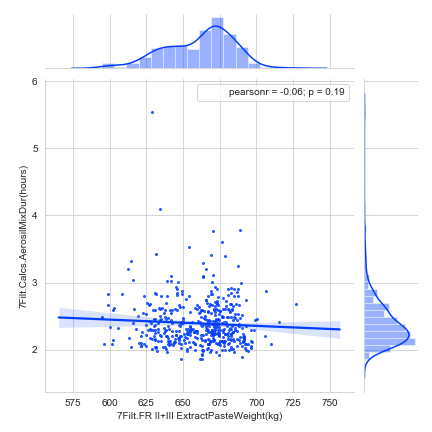 pearsonr = -0.06; p = 0.19
6
5
4
3
2
7Filt.Calcs.AerosilMixDur(hours)
575 600 625 650 675 700 725 750
7Filt.FR II+III ExtractPasteWeight(kg)